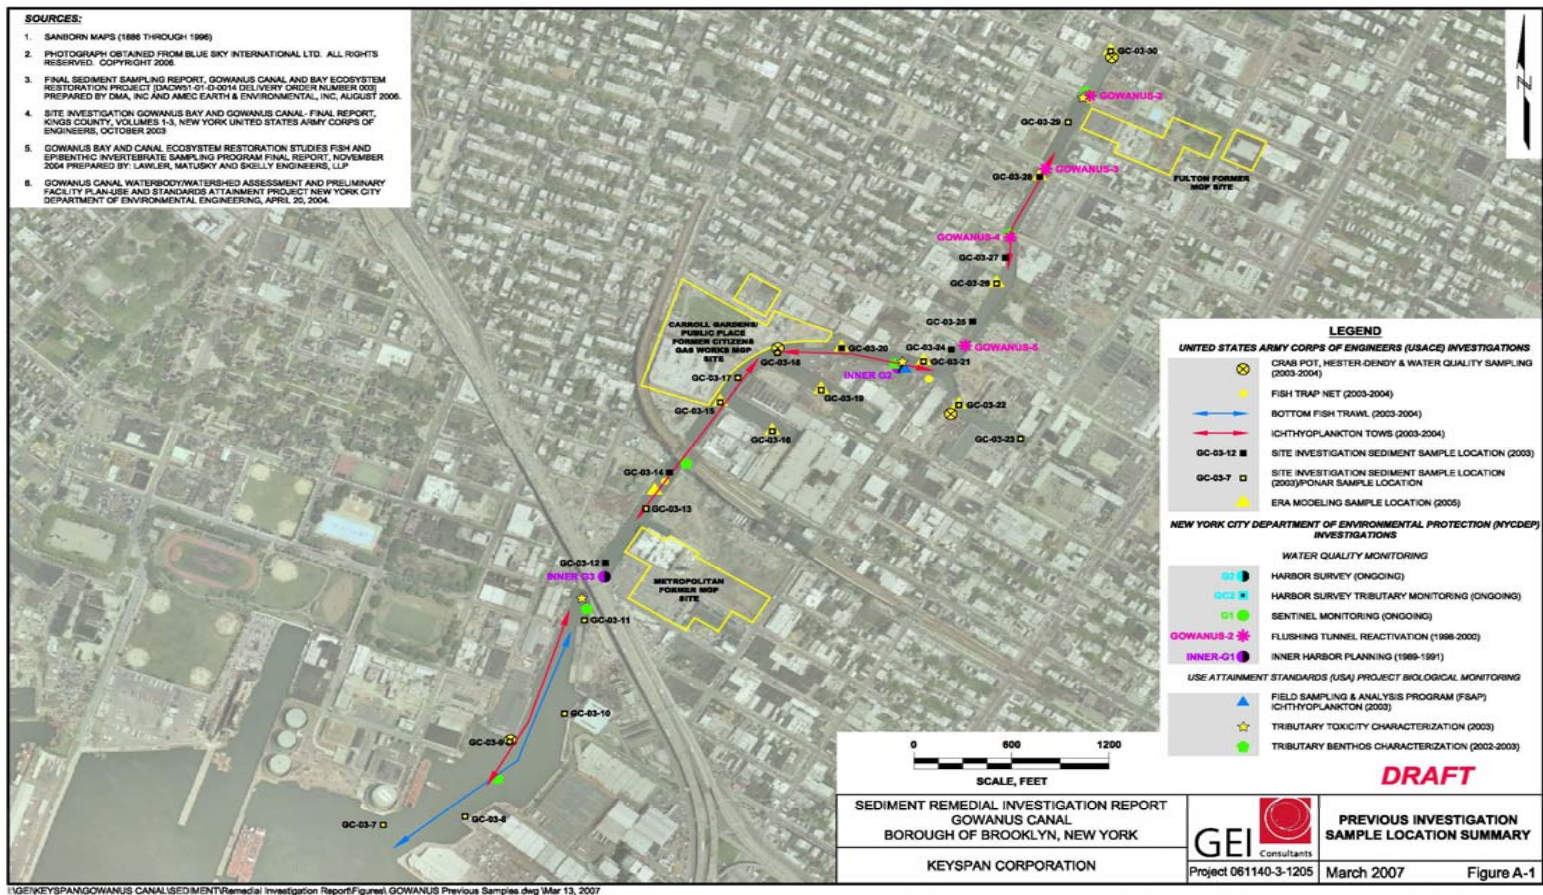 SOURCES:
1. SANBORN MAPS (1886 THROUGH 1996)
2. PHOTOGRAPH OBTAINED FROM BLUE SKY INTERNATIONAL LTD. ALL RIGHTS
RESERVED. COPYRIGHT 2006.
3. FINAL SEDIMENT SAMPLING REPORT, GOWANUS CANAL AND BAY ECOSYSTEM
RESTORATION PROJECT [DACW51-01-D-0014 DELIVERY ORDER NUMBER 003]
PREPARED BY DMA, INC AND AMEC EARTH & ENVIRONMENTAL, INC, AUGUST 2006.
4. SITE INVESTIGATION GOWANUS BAY AND GOWANUS CANAL- FINAL REPORT,
KINGS COUNTY, VOLUMES 1-3, NEW YORK UNITED STATES ARMY CORPS OF
ENGINEERS, OCTOBER 2003
5. GOWANUS BAY AND CANAL ECOSYSTEM RESTORATION STUDIES FISH AND
EPIBENTHIC INVERTEBRATE SAMPLING PROGRAM FINAL REPORT, NOVEMBER
2004 PREPARED BY: LAWLER, MATUSKY AND SKELLY ENGINEERS, LLP
6. GOWANUS CANAL WATERBODY/WATERSHED ASSESSMENT AND PRELIMINARY
FACILITY PLAN-USE AND STANDARDS ATTAINMENT PROJECT NEW YORK CITY
DEPARTMENT OF ENVIRONMENTAL ENGINEERING, APRIL 20, 2004.
N
GC-03-30
GOWANUS-2
GC-03-29
GOWANUS-3
GC-03-28
FULTON FORMER
MGP SITE
GOWANUS-4
GC-03-27
GC-03-26
GC-03-25
GC-03-24
GOWANUS-5
CARROLL GARDENS/
PUBLIC PLACE
FORMER CITIZENS
GAS WORKS MGP
SITE
GC-03-20
GC-03-18
GC-03-21
INNER G2
GC-03-17
GC-03-19
GC-03-15
GC-03-22
GC-03-16
GC-03-23
GC-03-14
GC-03-13
GC-03-12
INNER G3
METROPOLITAN
FORMER MGP
SITE
GC-03-11
GC-03-10
GC-03-9
GC-03-8
GC-03-7
LEGEND
UNITED STATES ARMY CORPS OF ENGINEERS (USACE) INVESTIGATIONS
CRAB POT, HESTER-DENDY & WATER QUALITY SAMPLING
(2003-2004)
FISH TRAP NET (2003-2004)
BOTTOM FISH TRAWL (2003-2004)
ICHTHYOPLANKTON TOWS (2003-2004)
GC-03-12 SITE INVESTIGATION SEDIMENT SAMPLE LOCATION (2003)
GC-03-7 SITE INVESTIGATION SEDIMENT SAMPLE LOCATION
(2003)/PONAR SAMPLE LOCATION
ERA MODELING SAMPLE LOCATION (2005)
NEW YORK CITY DEPARTMENT OF ENVIRONMENTAL PROTECTION (NYCDEP)
INVESTIGATIONS
WATER QUALITY MONITORING
G2 HARBOR SURVEY (ONGOING)
GC2 HARBOR SURVEY TRIBUTARY MONITORING (ONGOING)
G1 SENTINEL MONITORING (ONGOING)
GOWANUS-2 FLUSHING TUNNEL REACTIVATION (1998-2000)
INNER-G1 INNER HARBOR PLANNING (1989-1991)
USE ATTAINMENT STANDARDS (USA) PROJECT BIOLOGICAL MONITORING
FIELD SAMPLING & ANALYSIS PROGRAM (FSAP)
ICHTHYOPLANKTON (2003)
TRIBUTARY TOXICITY CHARACTERIZATION (2003)
TRIBUTARY BENTHOS CHARACTERIZATION (2002-2003)
DRAFT
0 600 1200
SCALE, FEET
SEDIMENT REMEDIAL INVESTIGATION REPORT
GOWANUS CANAL
BOROUGH OF BROOKLYN, NEW YORK
KEYSPAN CORPORATION
GEI Consultants
Project 061140-3-1205
PREVIOUS INVESTIGATION
SAMPLE LOCATION SUMMARY
March 2007 Figure A-1
I:\GEI\KEYSPAN\GOWANUS CANAL\SEDIMENT\Remedial Investigation Report\Figures\ GOWANUS Previous Samples.dwg \Mar 13, 2007